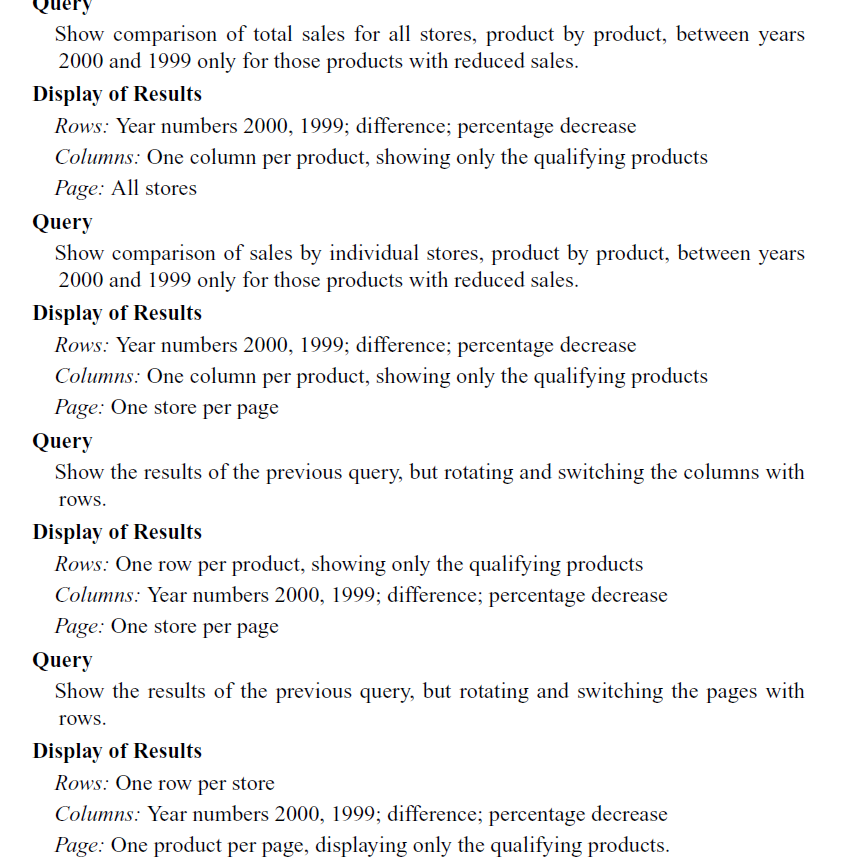 Query
Show comparison of total sales for all stores, product by product, between years
2000 and 1999 only for those products with reduced sales.
Display of Results
Rows: Year numbers 2000, 1999; difference; percentage decrease
Columns: One column per product, showing only the qualifying products
Page: All stores
Query
Show comparison of sales by individual stores, product by product, between years
2000 and 1999 only for those products with reduced sales.
Display of Results
Rows: Year numbers 2000, 1999; difference; percentage decrease
Columns: One column per product, showing only the qualifying products
Page: One store per page
Query
Show the results of the previous query, but rotating and switching the columns with
rows.
Display of Results
Rows: One row per product, showing only the qualifying products
Columns: Year numbers 2000, 1999; difference; percentage decrease
Page: One store per page
Query
Show the results of the previous query, but rotating and switching the pages with
rows.
Display of Results
Rows: One row per store
Columns: Year numbers 2000, 1999; difference; percentage decrease
Page: One product per page, displaying only the qualifying products.